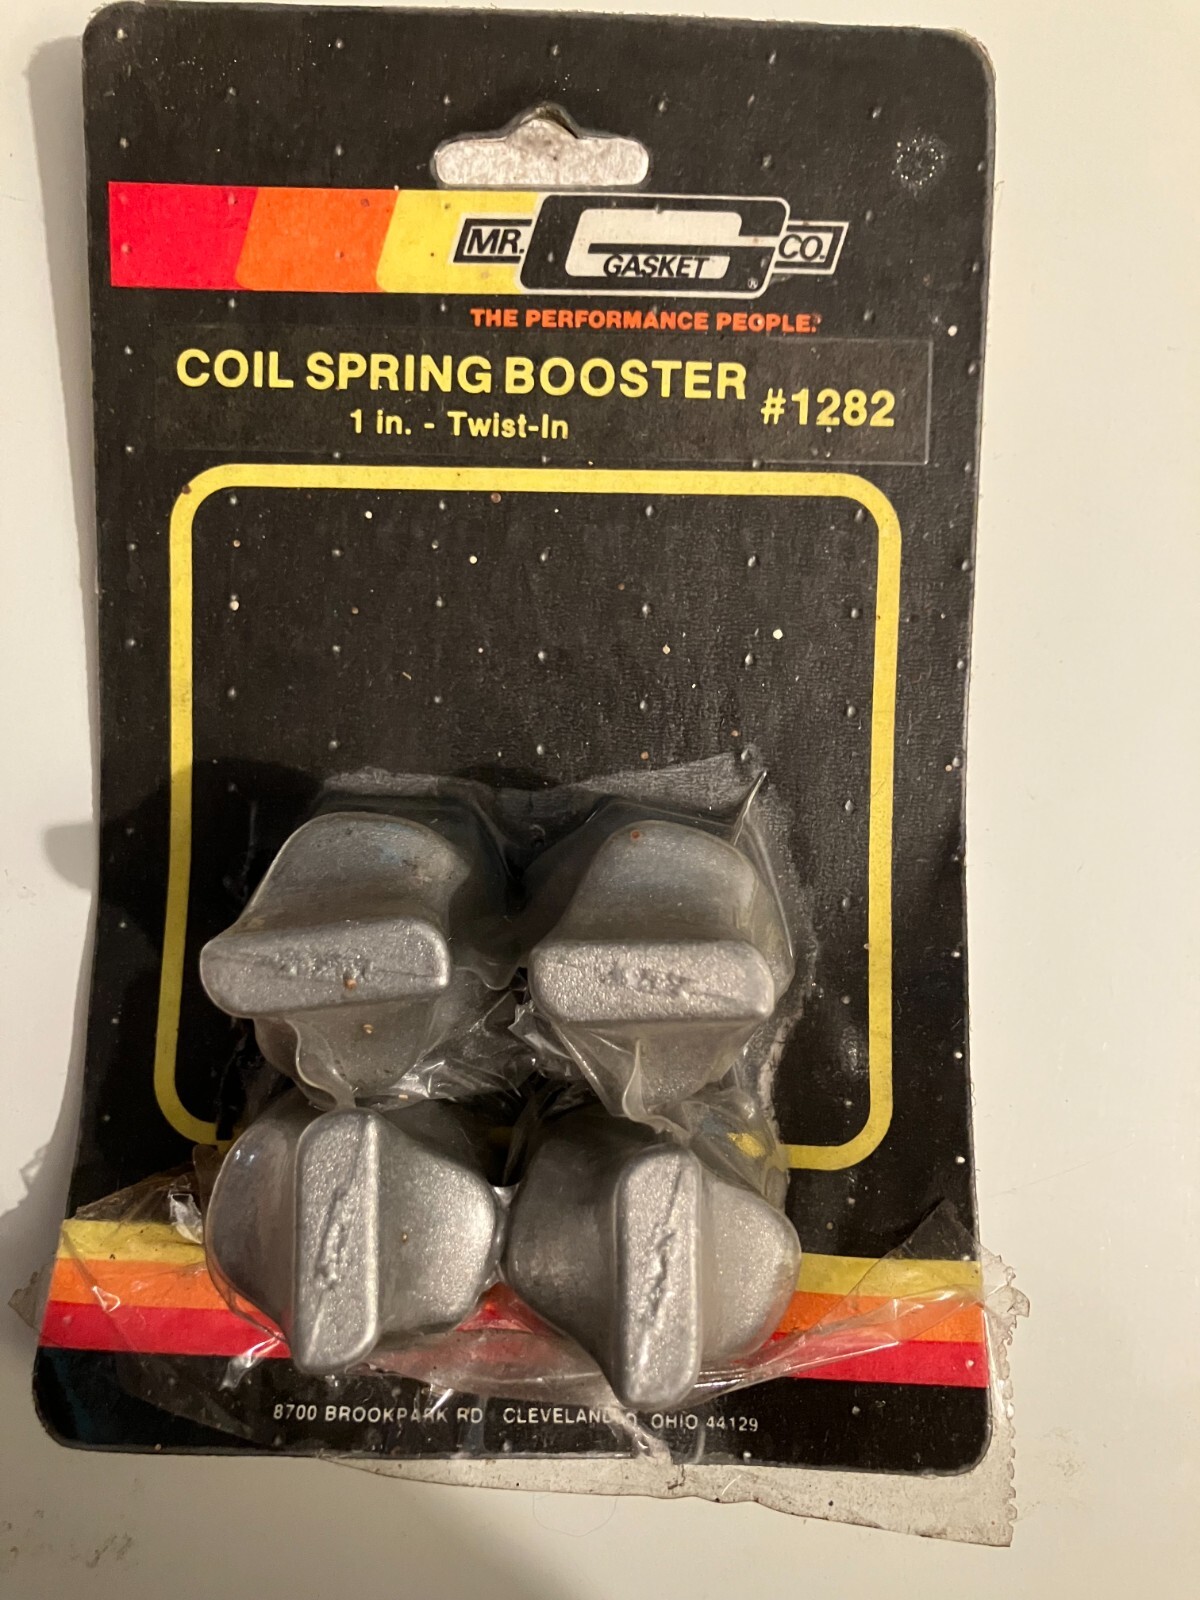 MR. GASKET CO.
®
THE PERFORMANCE PEOPLE.
COIL SPRING BOOSTER #1282
1 in. - Twist-In
8700 BROOKPARK RD CLEVELAND, OHIO 44129